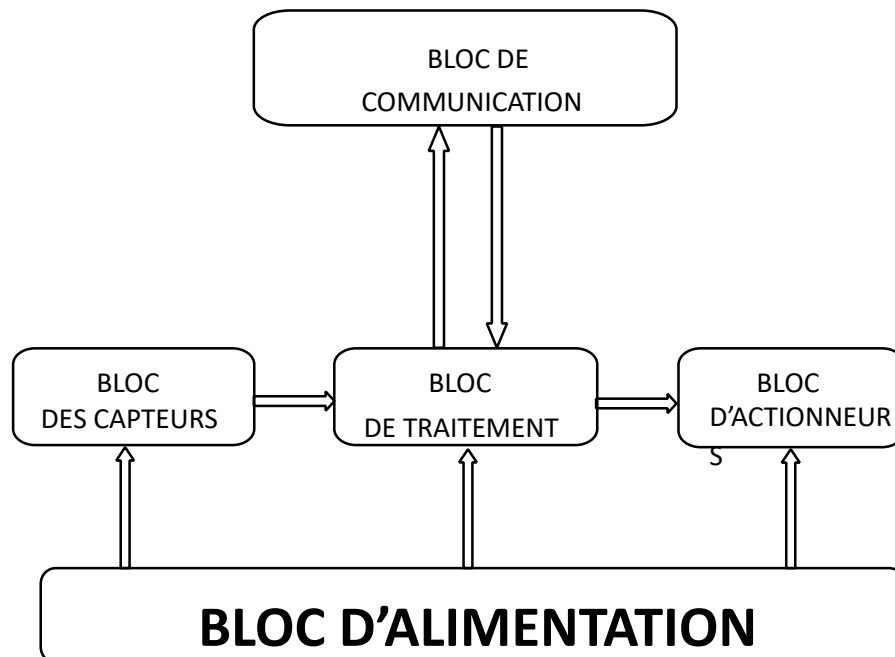 BLOC DE
COMMUNICATION
BLOC
DES CAPTEURS
BLOC
DE TRAITEMENT
BLOC
D’ACTIONNEUR
S
BLOC D’ALIMENTATION